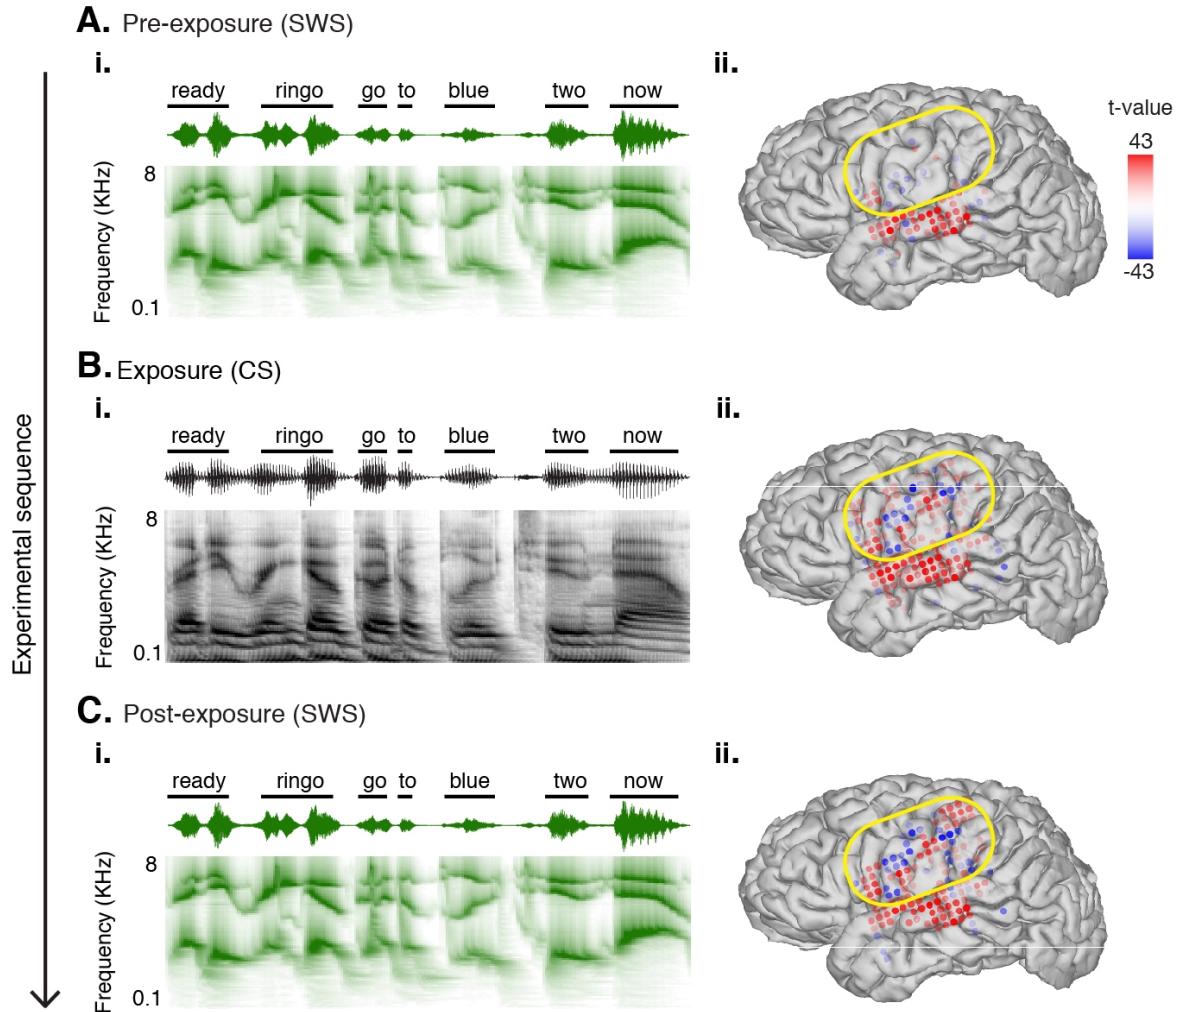 A. Pre-exposure (SWS)
i.
ii.
ready ringo go to blue two now
t-value
43
-43
8
Frequency (KHz)
0.1
B. Exposure (CS)
i.
ii.
ready ringo go to blue two now
8
Frequency (KHz)
0.1
Experimental sequence
C. Post-exposure (SWS)
i.
ii.
ready ringo go to blue two now
8
Frequency (KHz)
0.1